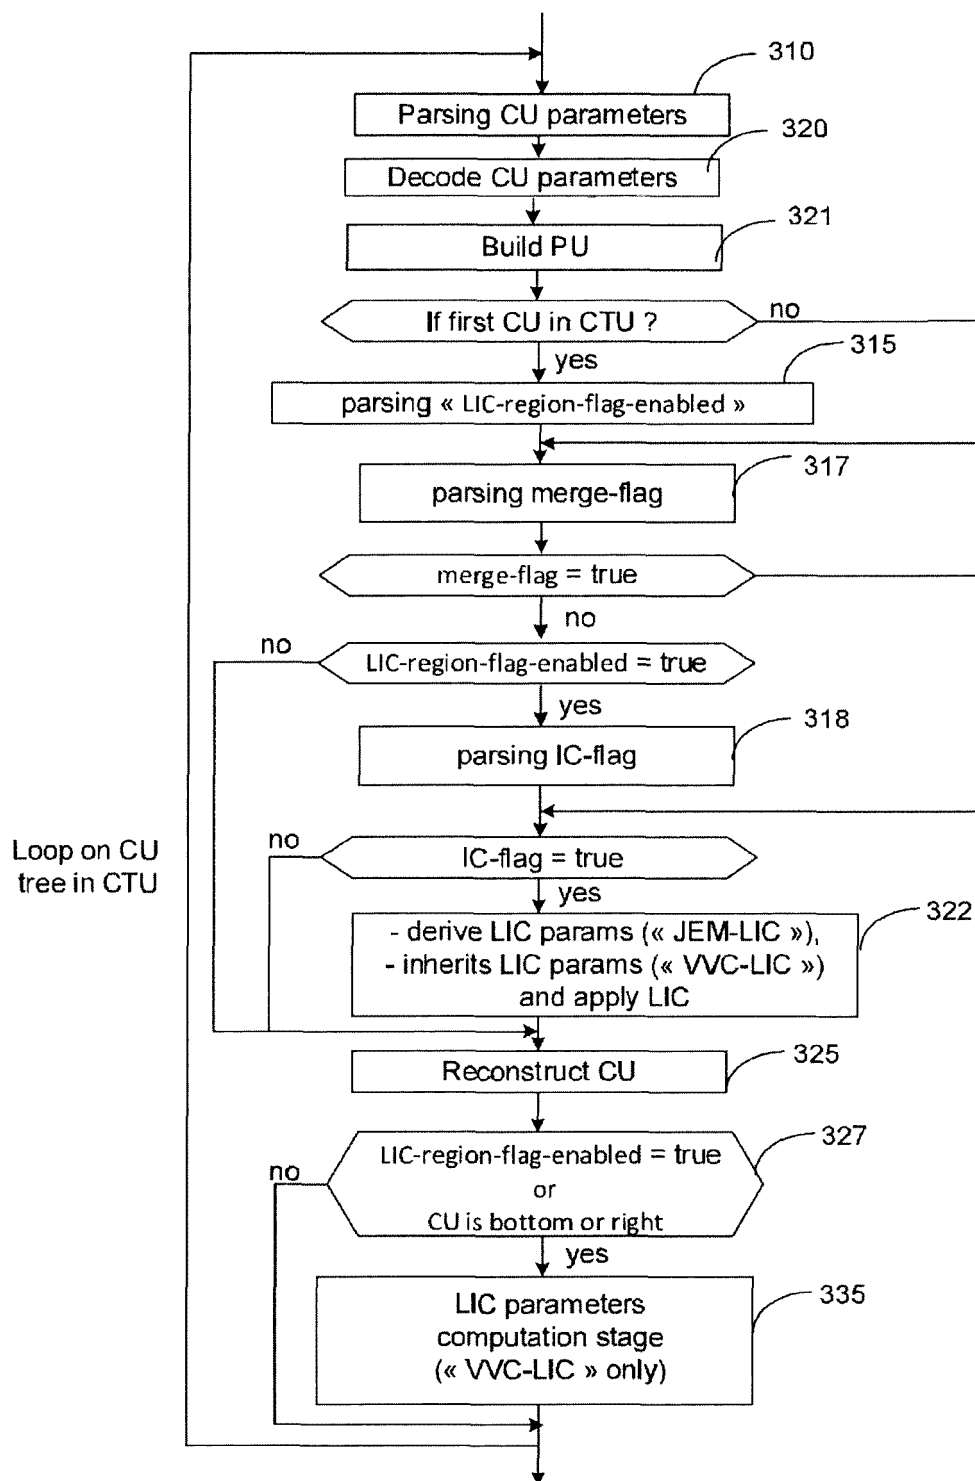 310
Parsing CU parameters
320
Decode CU parameters
321
Build PU
If first CU in CTU ?
no
yes
315
parsing « LIC-region-flag-enabled »
317
parsing merge-flag
merge-flag = true
no
no
LIC-region-flag-enabled = true
yes
318
parsing IC-flag
no
IC-flag = true
yes
Loop on CU
tree in CTU
322
- derive LIC params (« JEM-LIC »),
- inherits LIC params (« VVC-LIC »)
and apply LIC
325
Reconstruct CU
327
LIC-region-flag-enabled = true
or
CU is bottom or right
no
yes
335
LIC parameters
computation stage
(« VVC-LIC » only)